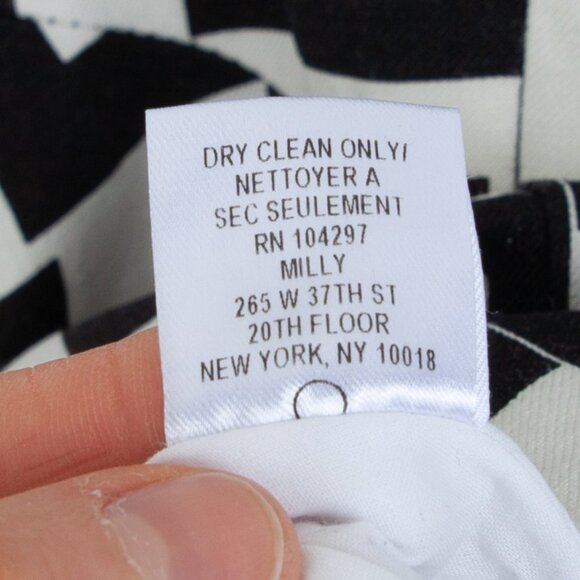 DRY CLEAN ONLY/
NETTOYER A
SEC SEULEMENT
RN 104297
MILLY
265 W 37TH ST
20TH FLOOR
NEW YORK, NY 10018